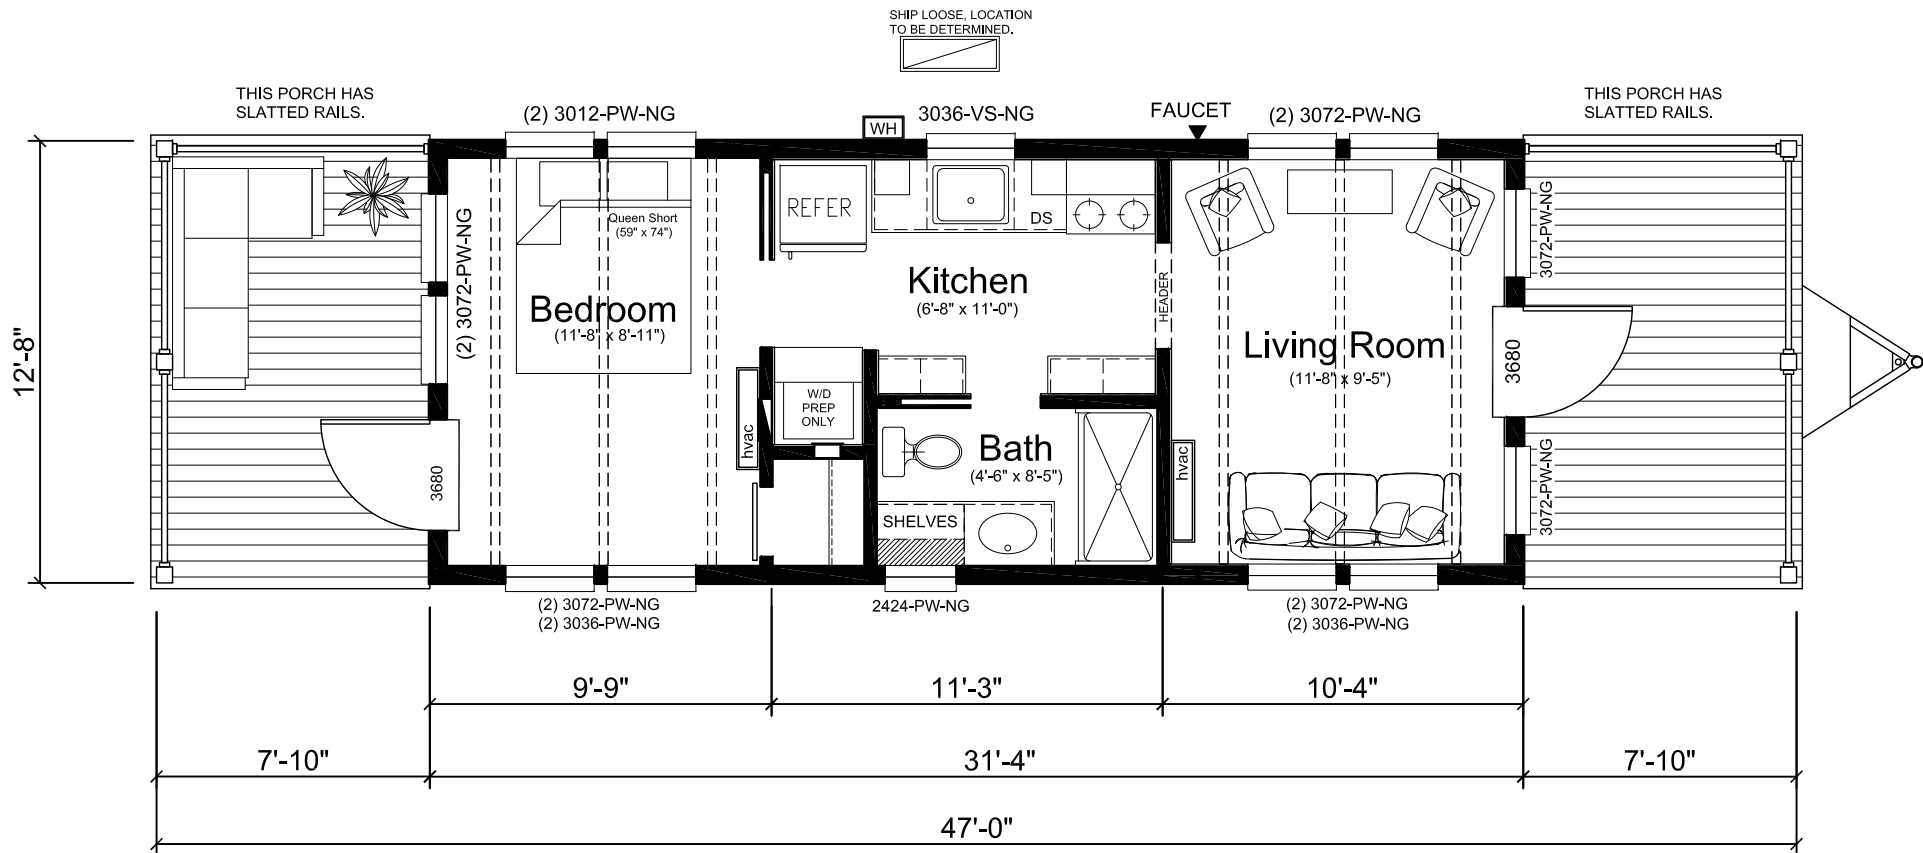 SHIP LOOSE, LOCATION
TO BE DETERMINED.
THIS PORCH HAS
SLATTED RAILS.
(2) 3012-PW-NG
WH
3036-VS-NG
FAUCET
(2) 3072-PW-NG
THIS PORCH HAS
SLATTED RAILS.
12'-8"
(2) 3072-PW-NG
Queen Short
(59" x 74")
Bedroom
(11'-8" x 8'-11")
REFER
DS
Kitchen
(6'-8" x 11'-0")
HEADER
Living Room
(11'-8" x 9'-5")
3072-PW-NG
3680
3072-PW-NG
3680
hvac
W/D
PREP
ONLY
Bath
(4'-6" x 8'-5")
SHELVES
hvac
(2) 3072-PW-NG
(2) 3036-PW-NG
2424-PW-NG
(2) 3072-PW-NG
(2) 3036-PW-NG
9'-9"
11'-3"
10'-4"
7'-10"
31'-4"
7'-10"
47'-0"